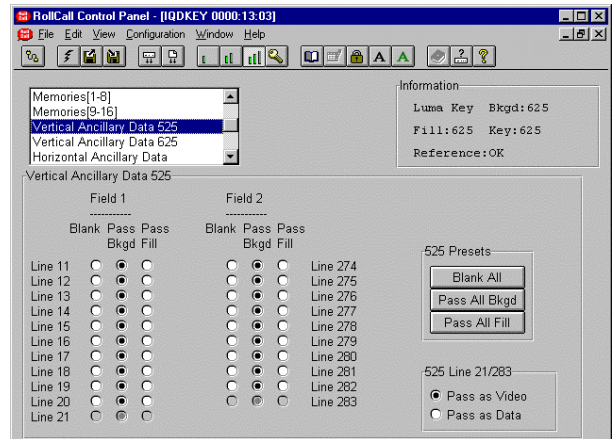 RollCall Control Panel - [IQDKEY 0000:13:03]
File Edit View Configuration Window Help
Memories[1-8]
Memories[9-16]
Vertical Ancillary Data 525
Vertical Ancillary Data 625
Horizontal Ancillary Data
Information
Luma Key Bkgd:625
Fill:625 Key:625
Reference:OK
Vertical Ancillary Data 525
Field 1 Field 2
----------- -----------
Blank Pass Pass Blank Pass Pass
Bkgd Fill Bkgd Fill
Line 11 Line 274
Line 12 Line 275
Line 13 Line 276
Line 14 Line 277
Line 15 Line 278
Line 16 Line 279
Line 17 Line 280
Line 18 Line 281
Line 19 Line 282
Line 20 Line 283
Line 21
525 Presets
Blank All
Pass All Bkgd
Pass All Fill
525 Line 21/283
Pass as Video
Pass as Data